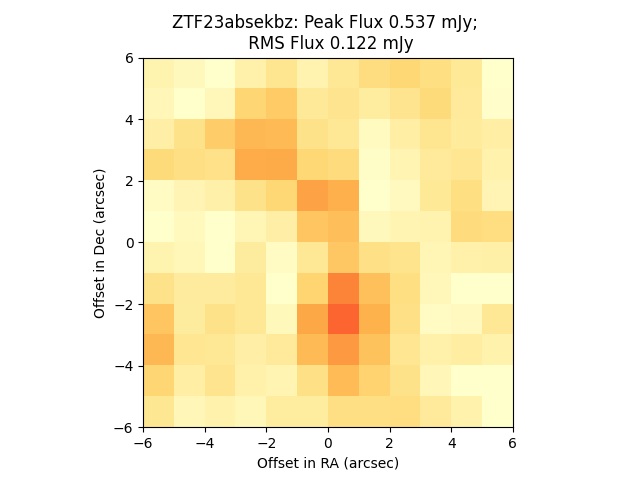 ZTF23absekbz: Peak Flux 0.537 mJy;
RMS Flux 0.122 mJy
6
4
2
0
−2
−4
−6
Offset in Dec (arcsec)
−6 −4 −2 0 2 4 6
Offset in RA (arcsec)